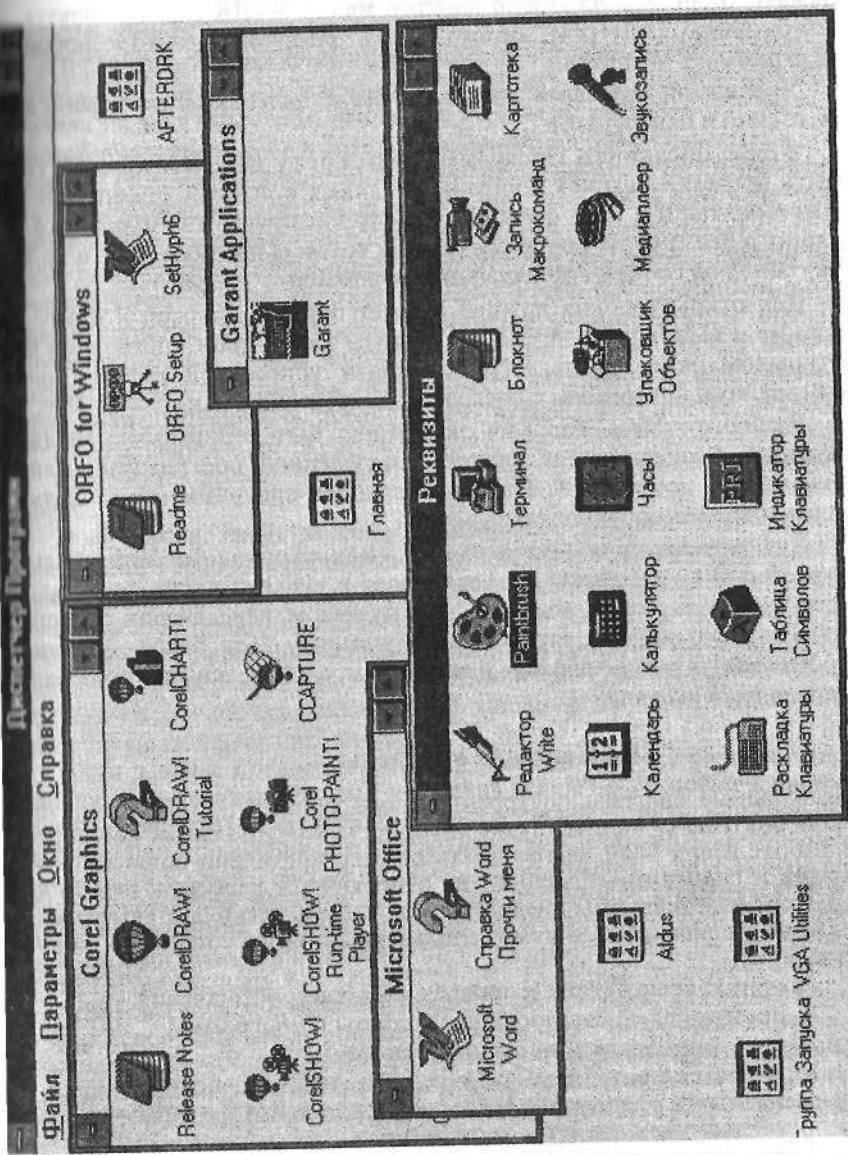 Диспетчер Программ
Файл Параметры Окно Справка
Corel Graphics
Release Notes
CorelDRAW!
CorelDRAW!
Tutorial
CorelCHART!
CorelSHOW!
CorelSHOW!
Run-time
Player
Corel
PHOTO-PAINT!
CCAPTURE
ORFO for Windows
Readme
ORFO Setup
SetHyph6
AFTERDRK
Garant Applications
Garant
Главная
Microsoft Office
Microsoft
Word
Справка Word
Прочти меня
Реквизиты
Редактор
Write
Paintbrush
Терминал
Блокнот
Запись
Макрокоманд
Картотека
Календарь
Калькулятор
Часы
Упаковщик
Объектов
Медиаплеер
Звукозапись
Раскладка
Клавиатуры
Таблица
Символов
Индикатор
Клавиатуры
Aldus
руппа Запуска
VGA Utilities